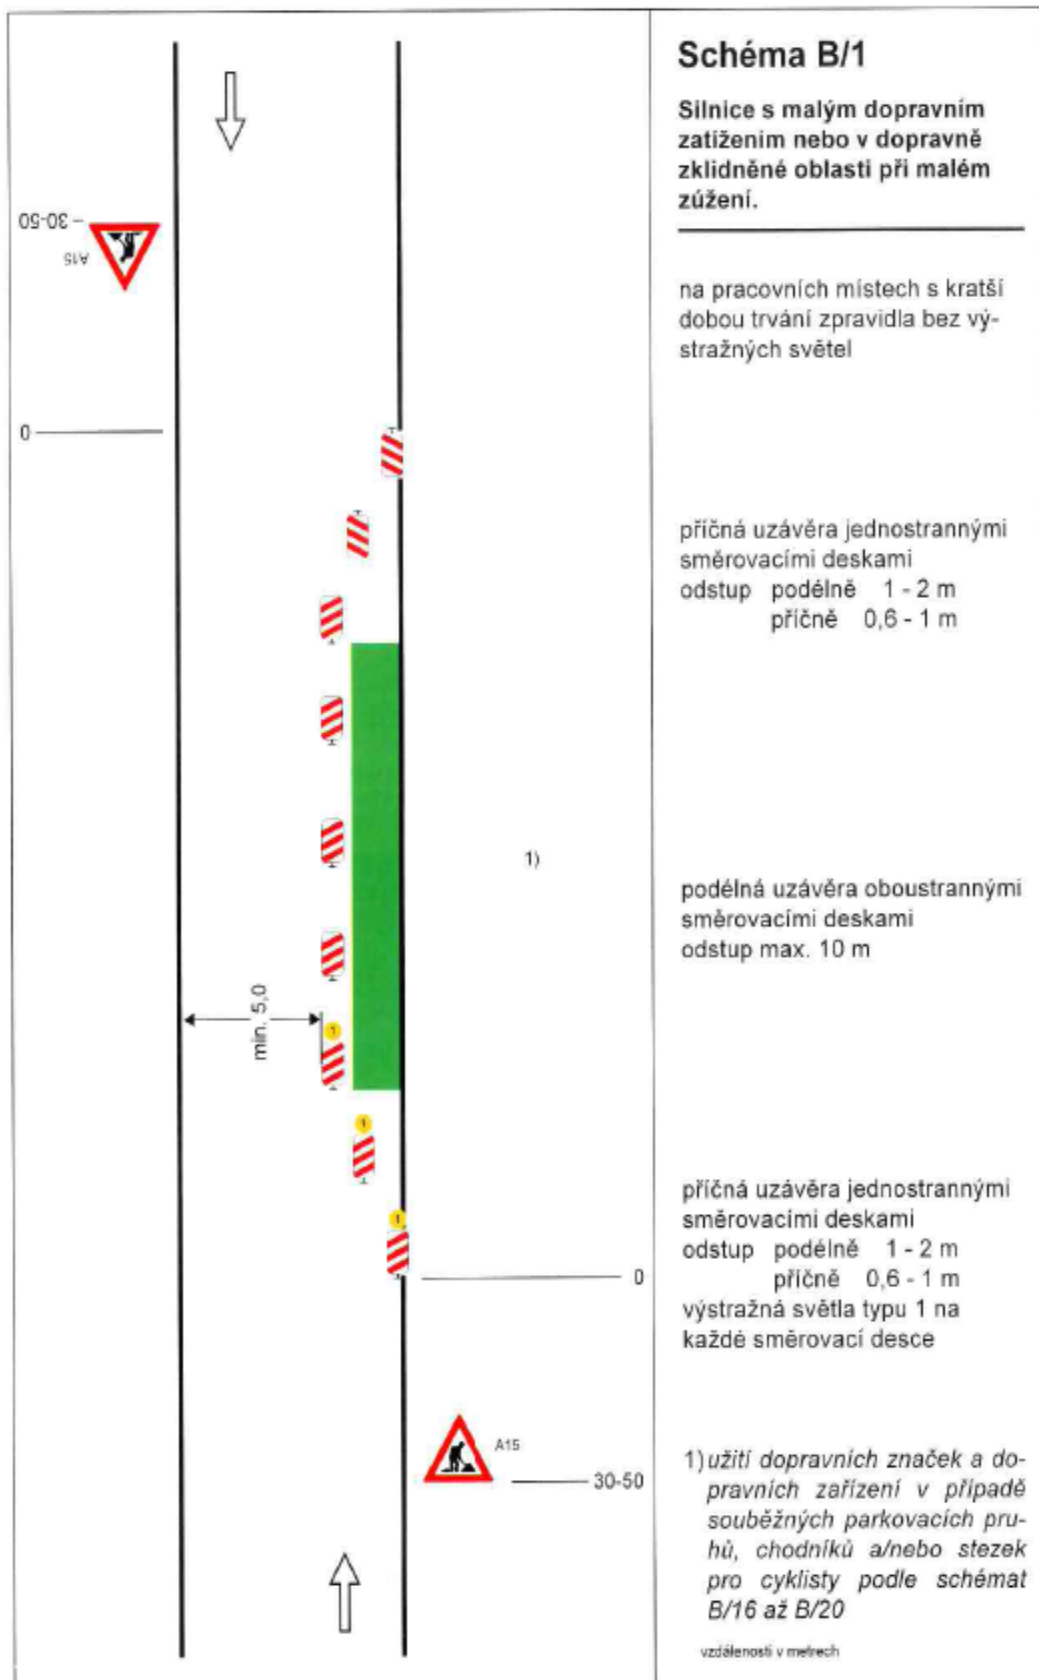 Schéma B/1
Silnice s malým dopravním
zatížením nebo v dopravně
zklidněné oblasti při malém
zúžení.
na pracovních místech s kratší
dobou trvání zpravidla bez vý-
stražných světel
příčná uzávěra jednostrannými
směrovacími deskami
odstup podélně 1 - 2 m
příčně 0,6 - 1 m
podélná uzávěra oboustrannými
směrovacími deskami
odstup max. 10 m
příčná uzávěra jednostrannými
směrovacími deskami
odstup podélně 1 - 2 m
příčně 0,6 - 1 m
výstražná světla typu 1 na
každé směrovací desce
1) užití dopravních značek a do-
pravních zařízení v případě
souběžných parkovacích pru-
hů, chodníků a/nebo stezek
pro cyklisty podle schémat
B/16 až B/20
vzdálenosti v metrech
30-50
A15
0
1)
min. 5,0
1
1
1
0
A15
30-50